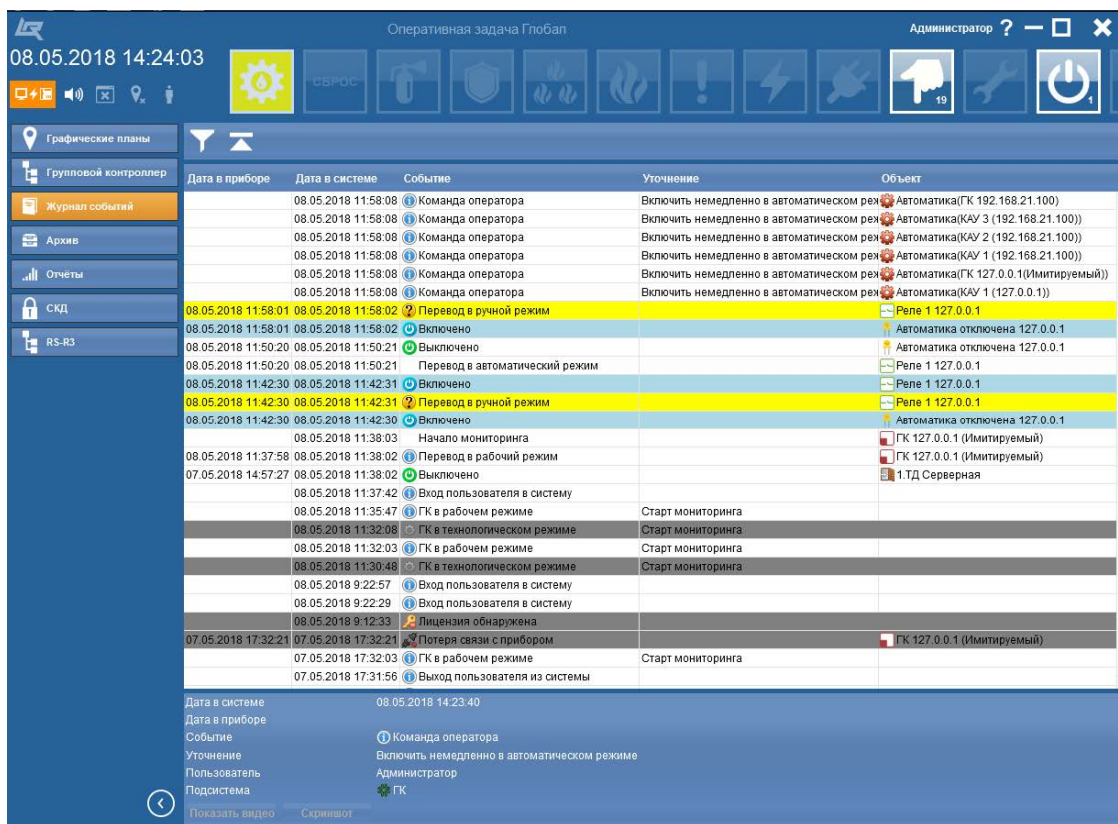 Оперативная задача Глобал
Администратор ?
08.05.2018 14:24:03
СБРОС
19
1
Графические планы
Групповой контроллер
Журнал событий
Архив
Отчёты
СКД
RS-R3
Дата в приборе Дата в системе Событие Уточнение Объект
08.05.2018 11:58:08 Команда оператора Включить немедленно в автоматическом реж Автоматика(ГК 192.168.21.100)
08.05.2018 11:58:08 Команда оператора Включить немедленно в автоматическом реж Автоматика(КАУ 3 (192.168.21.100))
08.05.2018 11:58:08 Команда оператора Включить немедленно в автоматическом реж Автоматика(КАУ 2 (192.168.21.100))
08.05.2018 11:58:08 Команда оператора Включить немедленно в автоматическом реж Автоматика(КАУ 1 (192.168.21.100))
08.05.2018 11:58:08 Команда оператора Включить немедленно в автоматическом реж Автоматика(ГК 127.0.0.1(Имитируемый))
08.05.2018 11:58:08 Команда оператора Включить немедленно в автоматическом реж Автоматика(КАУ 1 (127.0.0.1))
08.05.2018 11:58:01 08.05.2018 11:58:02 Перевод в ручной режим Реле 1 127.0.0.1
08.05.2018 11:58:01 08.05.2018 11:58:02 Включено Автоматика отключена 127.0.0.1
08.05.2018 11:50:20 08.05.2018 11:50:21 Выключено Автоматика отключена 127.0.0.1
08.05.2018 11:50:20 08.05.2018 11:50:21 Перевод в автоматический режим Реле 1 127.0.0.1
08.05.2018 11:42:30 08.05.2018 11:42:31 Включено Реле 1 127.0.0.1
08.05.2018 11:42:30 08.05.2018 11:42:31 Перевод в ручной режим Реле 1 127.0.0.1
08.05.2018 11:42:30 08.05.2018 11:42:30 Включено Автоматика отключена 127.0.0.1
08.05.2018 11:38:03 Начало мониторинга ГК 127.0.0.1 (Имитируемый)
08.05.2018 11:37:58 08.05.2018 11:38:02 Перевод в рабочий режим ГК 127.0.0.1 (Имитируемый)
07.05.2018 14:57:27 08.05.2018 11:38:02 Выключено 1.ТД Серверная
08.05.2018 11:37:42 Вход пользователя в систему
08.05.2018 11:35:47 ГК в рабочем режиме Старт мониторинга
08.05.2018 11:32:08 ГК в технологическом режиме Старт мониторинга
08.05.2018 11:32:03 ГК в рабочем режиме Старт мониторинга
08.05.2018 11:30:48 ГК в технологическом режиме Старт мониторинга
08.05.2018 9:22:57 Вход пользователя в систему
08.05.2018 9:22:29 Вход пользователя в систему
08.05.2018 9:12:33 Лицензия обнаружена
07.05.2018 17:32:21 07.05.2018 17:32:21 Потеря связи с прибором ГК 127.0.0.1 (Имитируемый)
07.05.2018 17:32:03 ГК в рабочем режиме Старт мониторинга
07.05.2018 17:31:56 Выход пользователя из системы
Дата в системе 08.05.2018 14:23:40
Дата в приборе
Событие Команда оператора
Уточнение Включить немедленно в автоматическом режиме
Пользователь Администратор
Подсистема ГК
Показать видео Скриншот